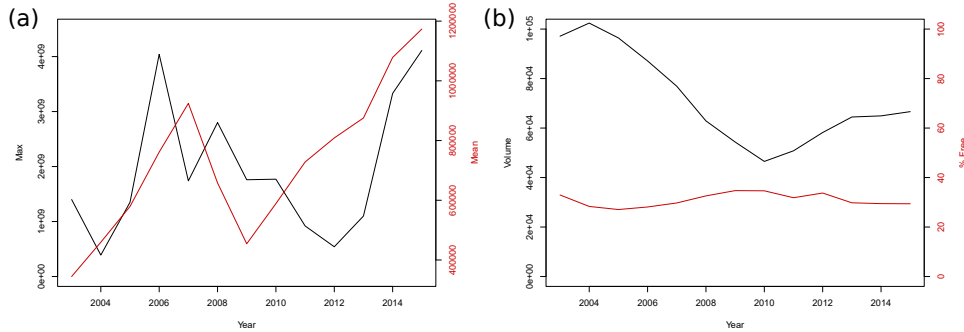 (a)
Max
0e+00 1e+09 2e+09 3e+09 4e+09
2004 2006 2008 2010 2012 2014
Year
400000 600000 800000 1000000 1200000
Mean
(b)
Volume
0e+00 2e+04 4e+04 6e+04 8e+04 1e+05
2004 2006 2008 2010 2012 2014
Year
0 20 40 60 80 100
% Free